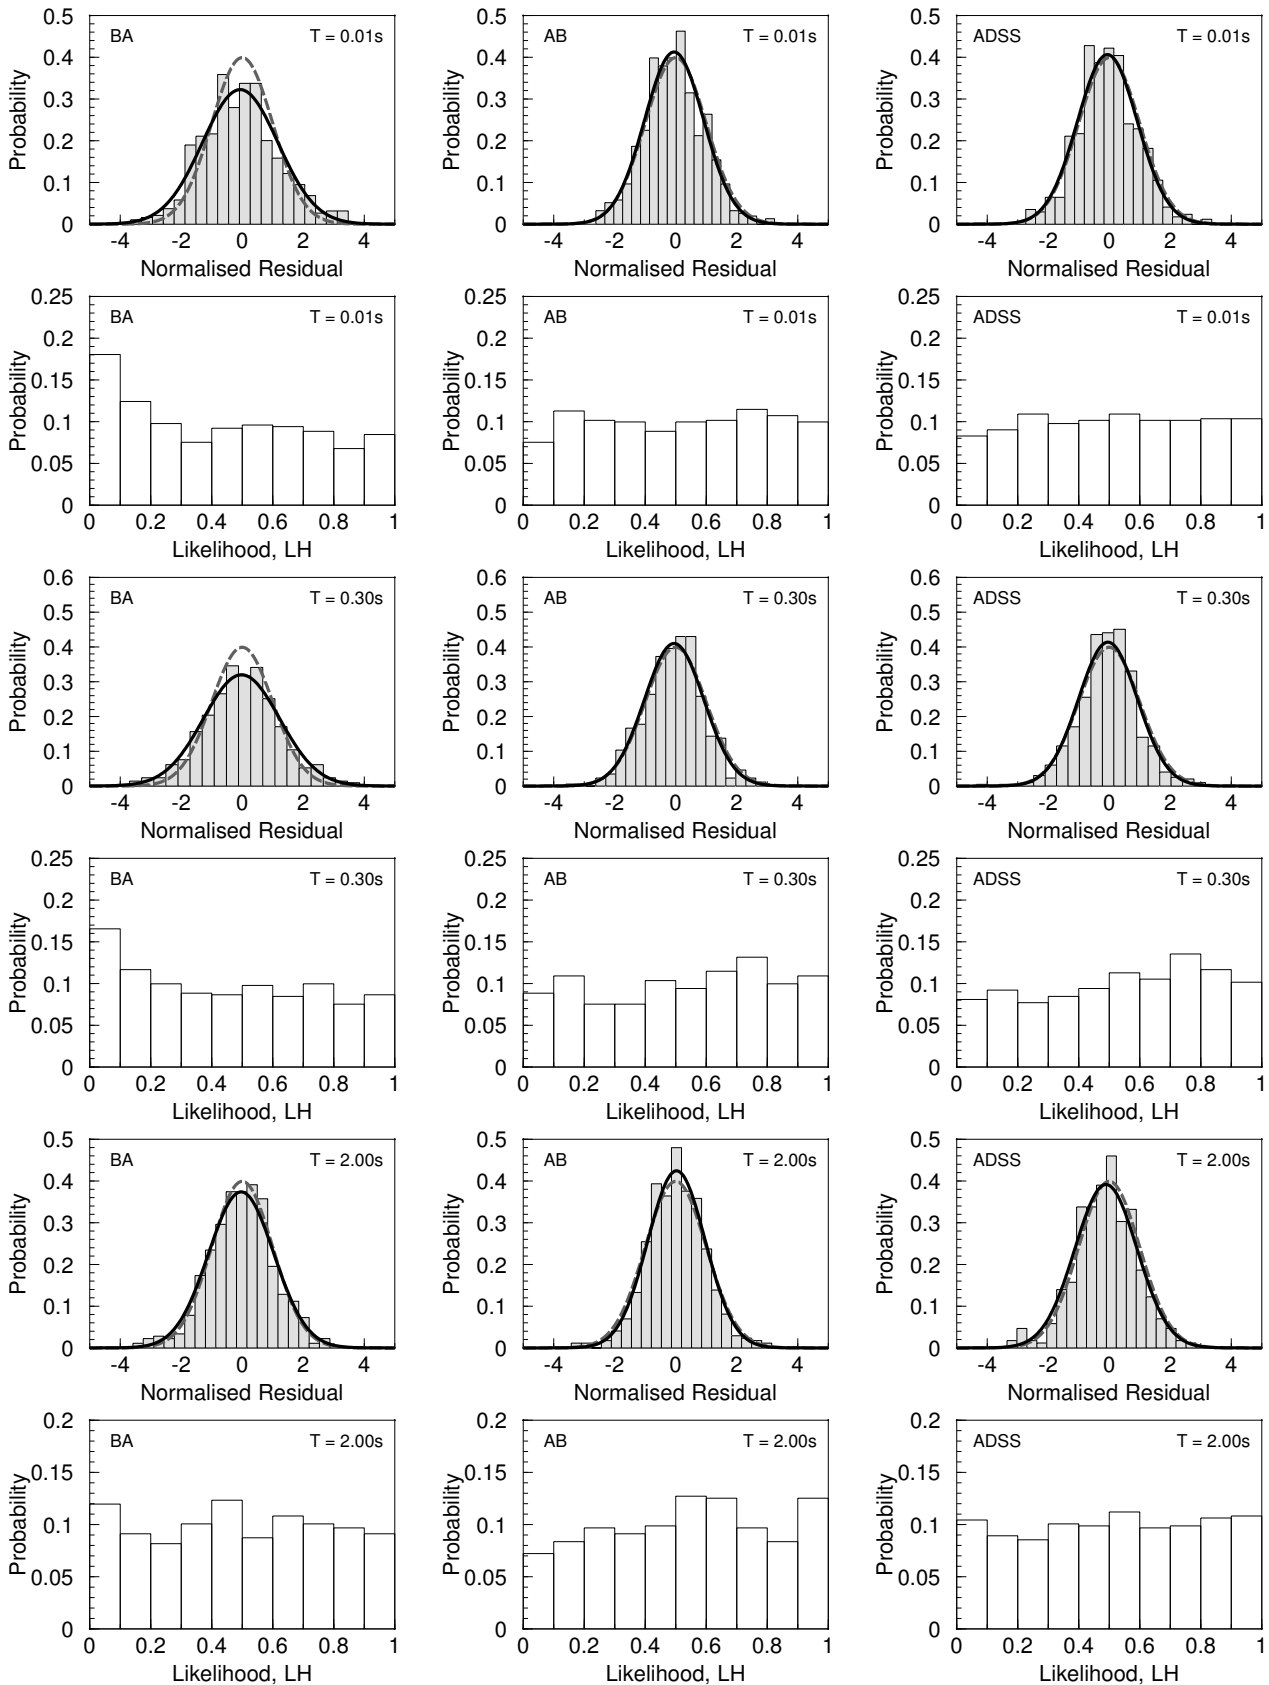 0.5 0.5 0.5
BA T = 0.01s AB T = 0.01s ADSS T = 0.01s
0.4 0.4 0.4
Probability Probability Probability
0.3 0.3 0.3
0.2 0.2 0.2
0.1 0.1 0.1
0 0 0
-4 -2 0 2 4 -4 -2 0 2 4 -4 -2 0 2 4
Normalised Residual Normalised Residual Normalised Residual
0.25 0.25 0.25
BA T = 0.01s AB T = 0.01s ADSS T = 0.01s
0.2 0.2 0.2
Probability Probability Probability
0.15 0.15 0.15
0.1 0.1 0.1
0.05 0.05 0.05
0 0 0
0 0.2 0.4 0.6 0.8 1 0 0.2 0.4 0.6 0.8 1 0 0.2 0.4 0.6 0.8 1
Likelihood, LH Likelihood, LH Likelihood, LH
0.6 0.6 0.6
BA T = 0.30s AB T = 0.30s ADSS T = 0.30s
0.5 0.5 0.5
Probability Probability Probability
0.4 0.4 0.4
0.3 0.3 0.3
0.2 0.2 0.2
0.1 0.1 0.1
0 0 0
-4 -2 0 2 4 -4 -2 0 2 4 -4 -2 0 2 4
Normalised Residual Normalised Residual Normalised Residual
0.25 0.25 0.25
BA T = 0.30s AB T = 0.30s ADSS T = 0.30s
0.2 0.2 0.2
Probability Probability Probability
0.15 0.15 0.15
0.1 0.1 0.1
0.05 0.05 0.05
0 0 0
0 0.2 0.4 0.6 0.8 1 0 0.2 0.4 0.6 0.8 1 0 0.2 0.4 0.6 0.8 1
Likelihood, LH Likelihood, LH Likelihood, LH
0.5 0.5 0.5
BA T = 2.00s AB T = 2.00s ADSS T = 2.00s
0.4 0.4 0.4
Probability Probability Probability
0.3 0.3 0.3
0.2 0.2 0.2
0.1 0.1 0.1
0 0 0
-4 -2 0 2 4 -4 -2 0 2 4 -4 -2 0 2 4
Normalised Residual Normalised Residual Normalised Residual
0.2 0.2 0.2
BA T = 2.00s AB T = 2.00s ADSS T = 2.00s
0.15 0.15 0.15
Probability Probability Probability
0.1 0.1 0.1
0.05 0.05 0.05
0 0 0
0 0.2 0.4 0.6 0.8 1 0 0.2 0.4 0.6 0.8 1 0 0.2 0.4 0.6 0.8 1
Likelihood, LH Likelihood, LH Likelihood, LH